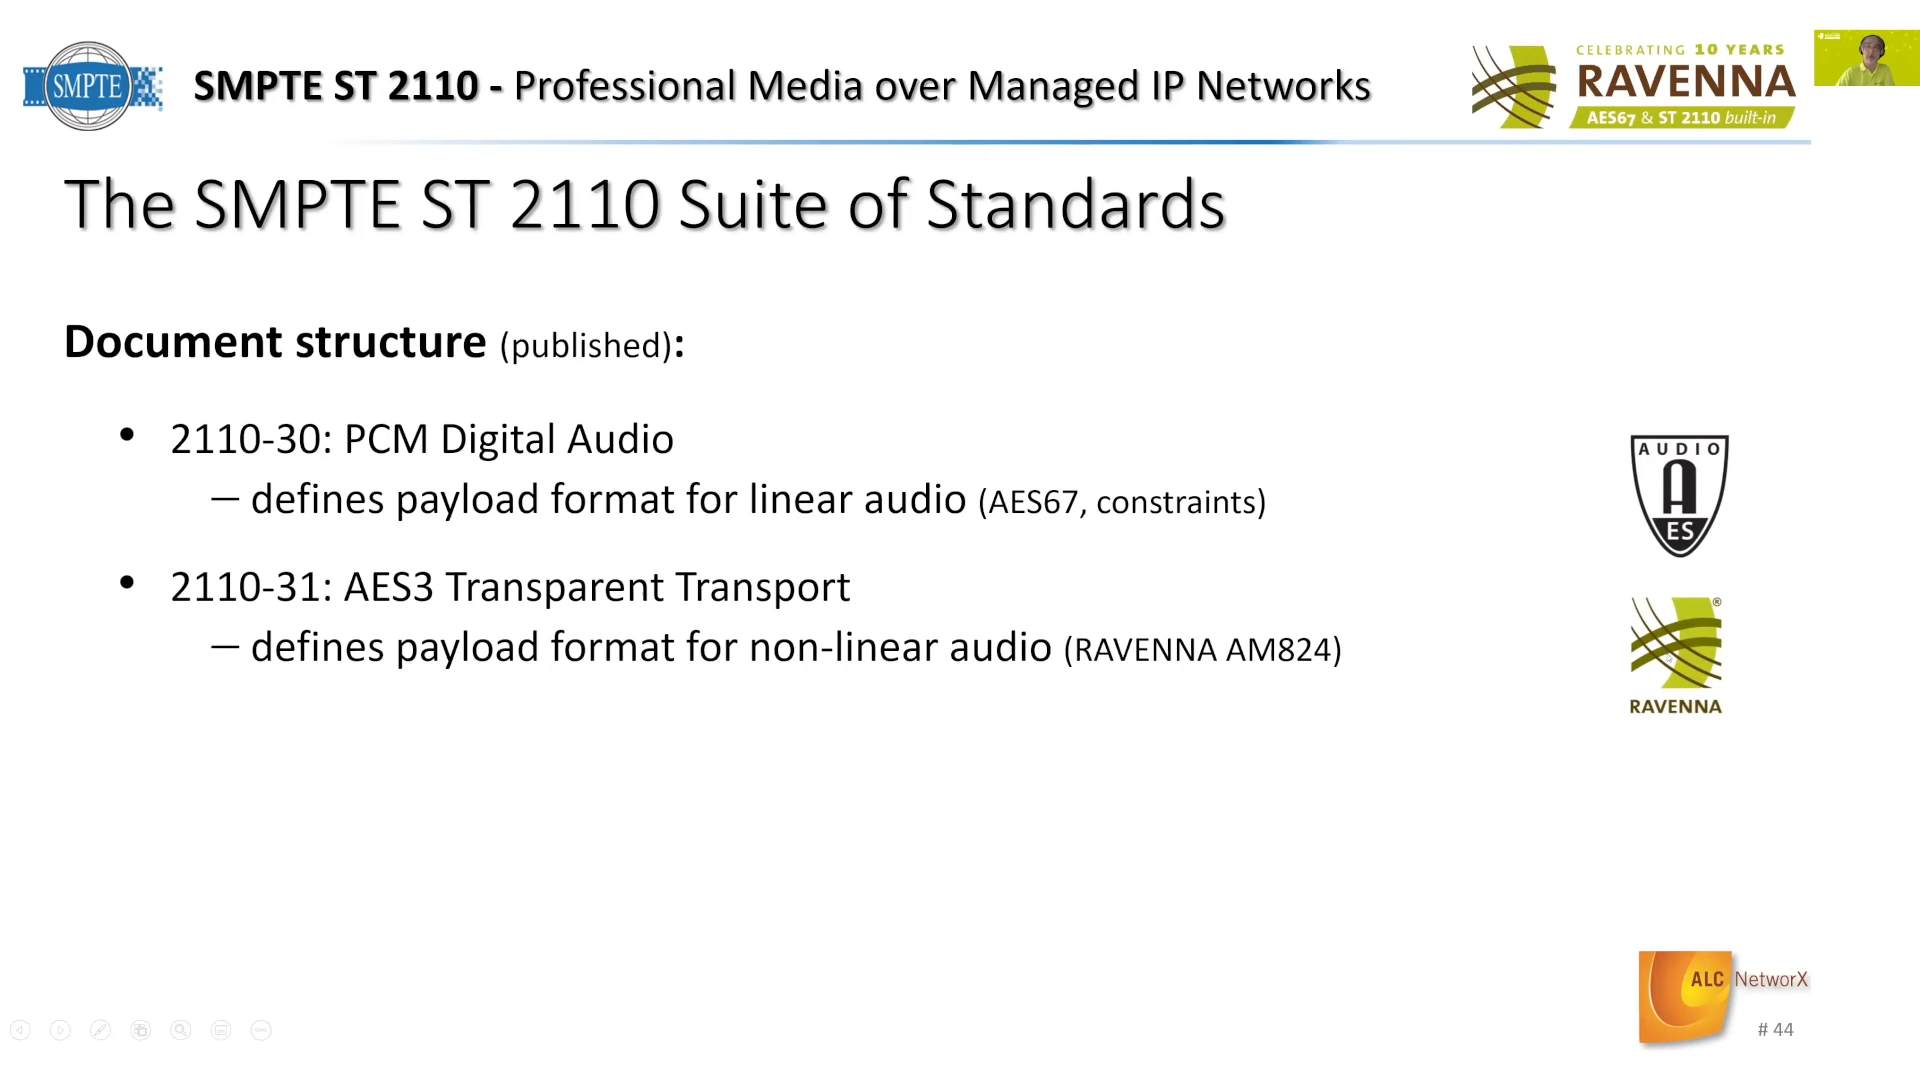 SMPTE
SMPTE ST 2110 - Professional Media over Managed IP Networks
CELEBRATING 10 YEARS
RAVENNA
AES67 & ST 2110 built-in
The SMPTE ST 2110 Suite of Standards
Document structure (published):
• 2110-30: PCM Digital Audio
– defines payload format for linear audio (AES67, constraints)
AUDIO
A
ES
• 2110-31: AES3 Transparent Transport
– defines payload format for non-linear audio (RAVENNA AM824)
®
RAVENNA
ALC NetworX
# 44